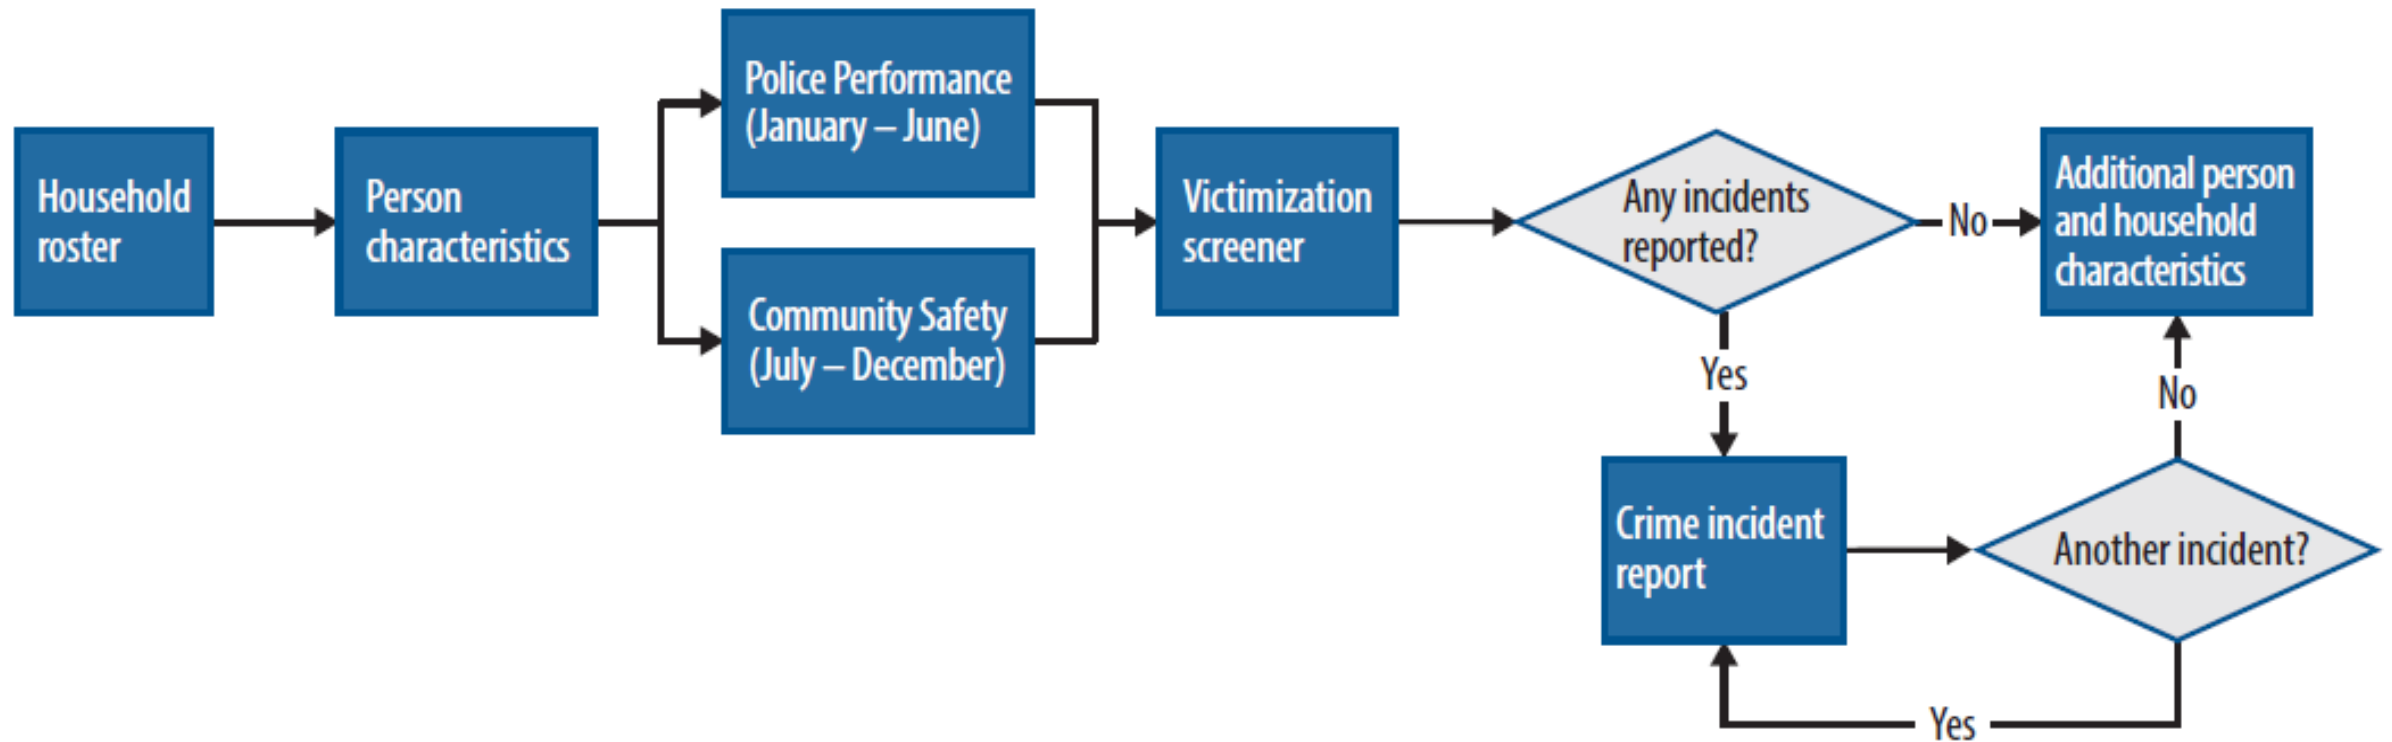 Household
roster
Person
characteristics
Police Performance
(January – June)
Community Safety
(July – December)
Victimization
screener
Any incidents
reported?
No
Additional person
and household
characteristics
Yes
Crime incident
report
Another incident?
No
Yes